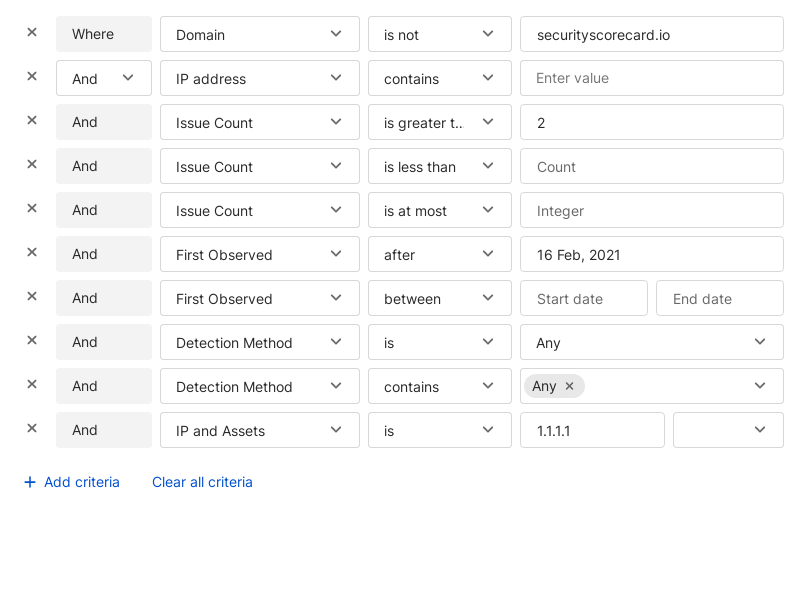 Where Domain is not securityscorecard.io
And IP address contains Enter value
And Issue Count is greater t... 2
And Issue Count is less than Count
And Issue Count is at most Integer
And First Observed after 16 Feb, 2021
And First Observed between Start date End date
And Detection Method is Any
And Detection Method contains Any
And IP and Assets is 1.1.1.1
Add criteria Clear all criteria